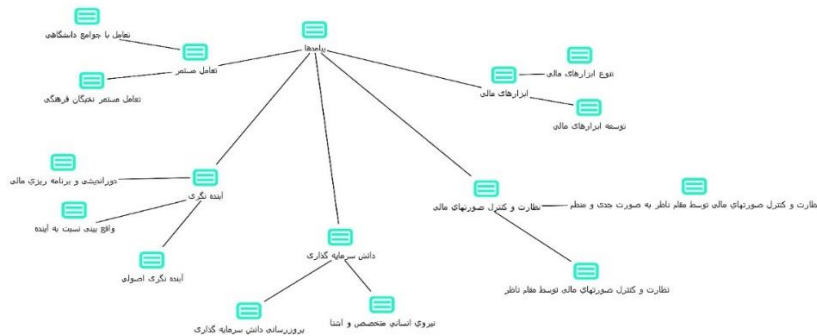 پیامدها
تعامل با جوامع دانشگاهی
تعامل مستمر
تعامل مستمر نخبگان فرهنگی
تنوع ابزارهای مالی
ابزارهای مالی
توسعه ابزارهای مالی
دوراندیشی و برنامه ریزی مالی
آینده نگری
واقع بینی نسبت به آینده
آینده نگری اصولی
نظارت و کنترل صورتهای مالی
نظارت و کنترل صورتهای مالی توسط مقام ناظر به صورت جدی و منظم
نظارت و کنترل صورتهای مالی توسط مقام ناظر
دانش سرمایه گذاری
بروزرسانی دانش سرمایه گذاری
نیروی انسانی متخصص و اشنا